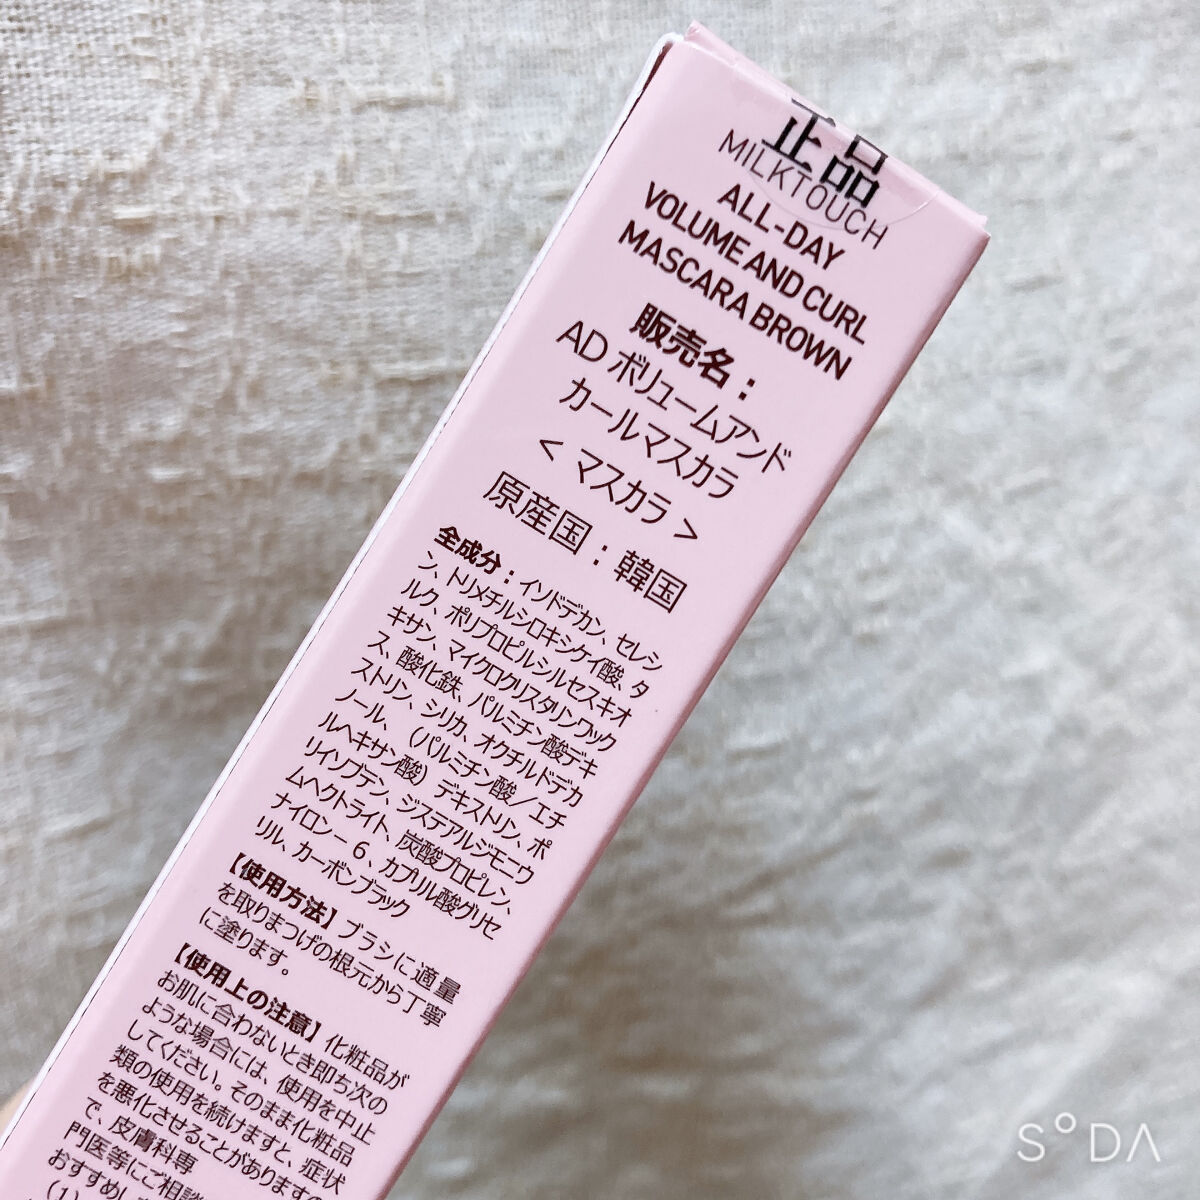 正品
MILKTOUCH
ALL-DAY
VOLUME AND CURL
MASCARA BROWN
販売名：
AD ボリュームアンド
カールマスカラ
< マスカラ >
原産国：韓国
全成分：イソドデカン、セレシ
ン、トリメチルシロキシケイ酸、タ
ルク、ポリプロピルシルセスキオ
キサン、マイクロクリスタリンワック
ス、酸化鉄、パルミチン酸デキ
ストリン、シリカ、オクチルドデカ
ノール、（パルミチン酸／エチ
ルヘキサン酸）デキストリン、ポ
リイソブテン、ジステアルジモニウ
ムヘクトライト、炭酸プロピレン、
ナイロン－６、カプリル酸グリセ
リル、カーボンブラック
【使用方法】ブラシに適量
を取りまつげの根元から丁寧
に塗ります。
【使用上の注意】化粧品が
お肌に合わないとき即ち次の
ような場合には、使用を中止
してください。そのまま化粧品
類の使用を続けますと、症状
を悪化させることがありますの
で、皮膚科専
門医等にご相談
おすすめし
（1）
SODA